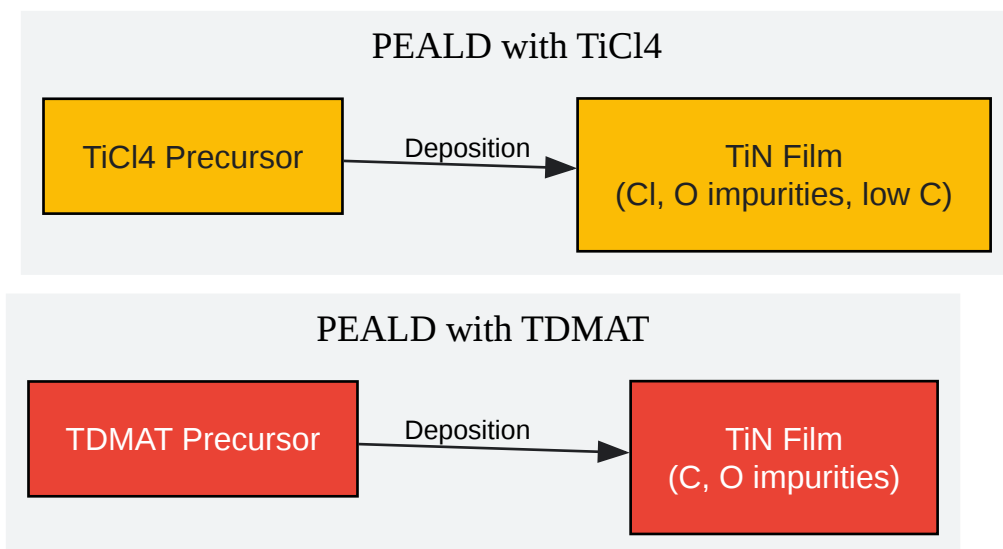 PEALD with TiCl4
TiCl4 Precursor
Deposition
TiN Film
(Cl, O impurities, low C)
PEALD with TDMAT
TDMAT Precursor
Deposition
TiN Film
(C, O impurities)